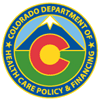 COLORADO DEPARTMENT OF
HEALTH CARE POLICY & FINANCING